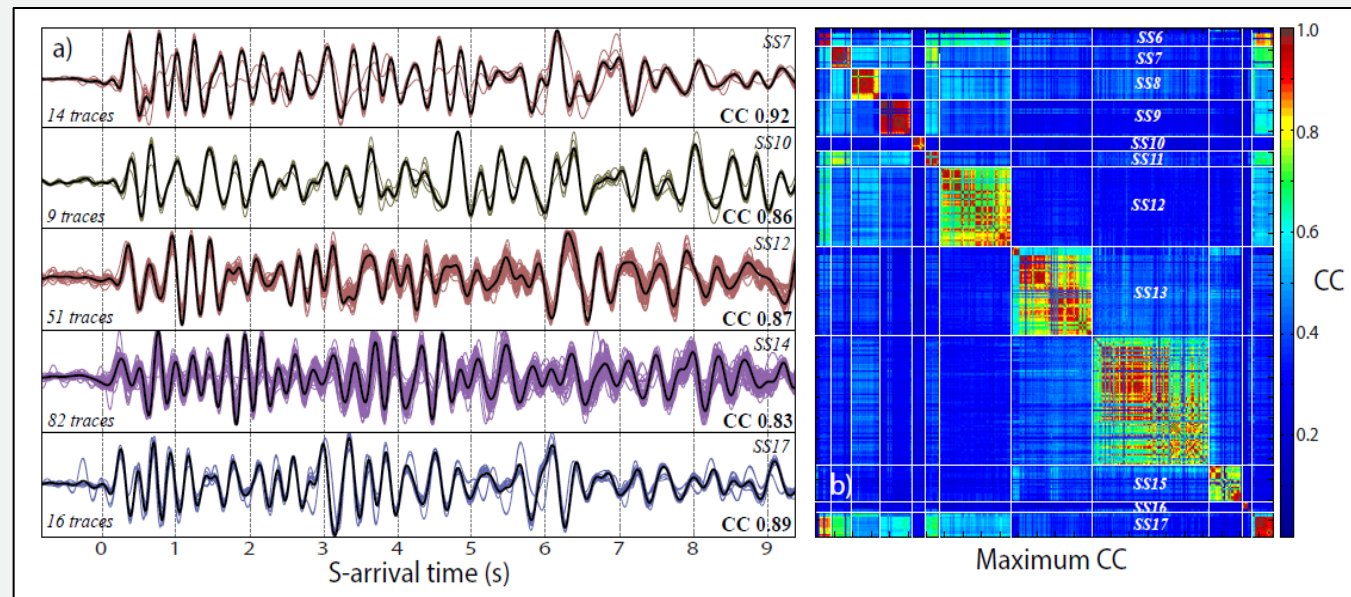 a)
SS7
14 traces
CC 0.92
SS10
9 traces
CC 0.86
SS12
51 traces
CC 0.87
SS14
82 traces
CC 0.83
SS17
16 traces
CC 0.89
0 1 2 3 4 5 6 7 8 9
S-arrival time (s)
SS6
SS7
SS8
SS9
SS10
SS11
SS12
SS13
SS15
SS16
SS17
b)
Maximum CC
1.0
0.8
0.6
0.4
0.2
CC